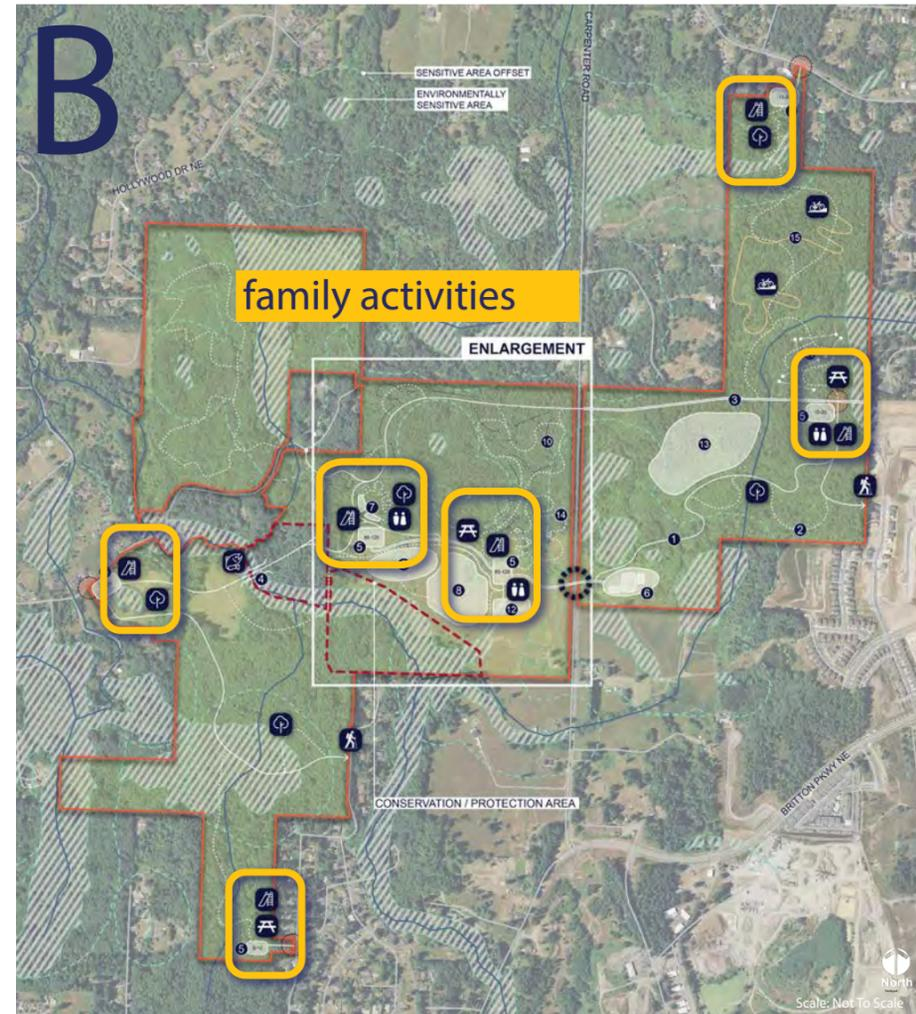 B
SENSITIVE AREA OFFSET
ENVIRONMENTALLY
SENSITIVE AREA
CARPENTER ROAD
HOLLYWOOD DR NE
15
family activities
ENLARGEMENT
3
5
13
10
7
5
14
1
2
4
5
8
12
6
CONSERVATION / PROTECTION AREA
BRITTON PKWY NE
5
North
Scale: Not To Scale